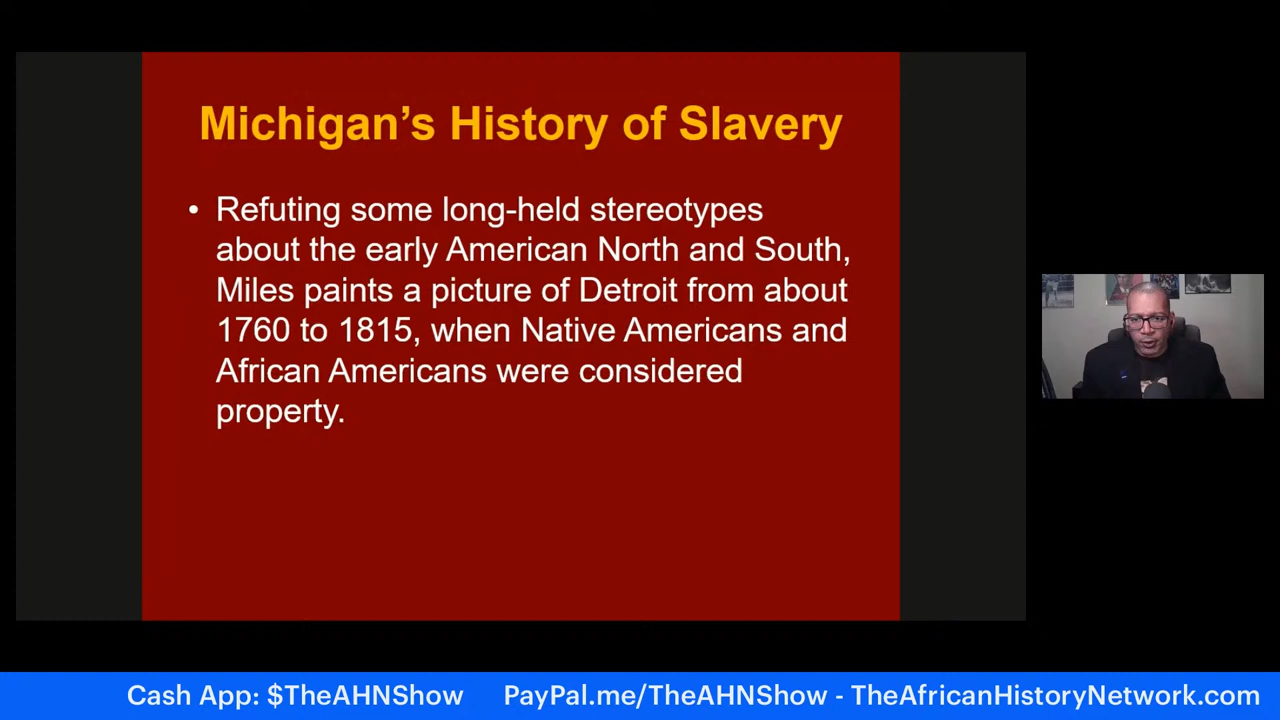 Michigan’s History of Slavery
• Refuting some long-held stereotypes
about the early American North and South,
Miles paints a picture of Detroit from about
1760 to 1815, when Native Americans and
African Americans were considered
property.
Cash App: $TheAHNShow PayPal.me/TheAHNShow - TheAfricanHistoryNetwork.com